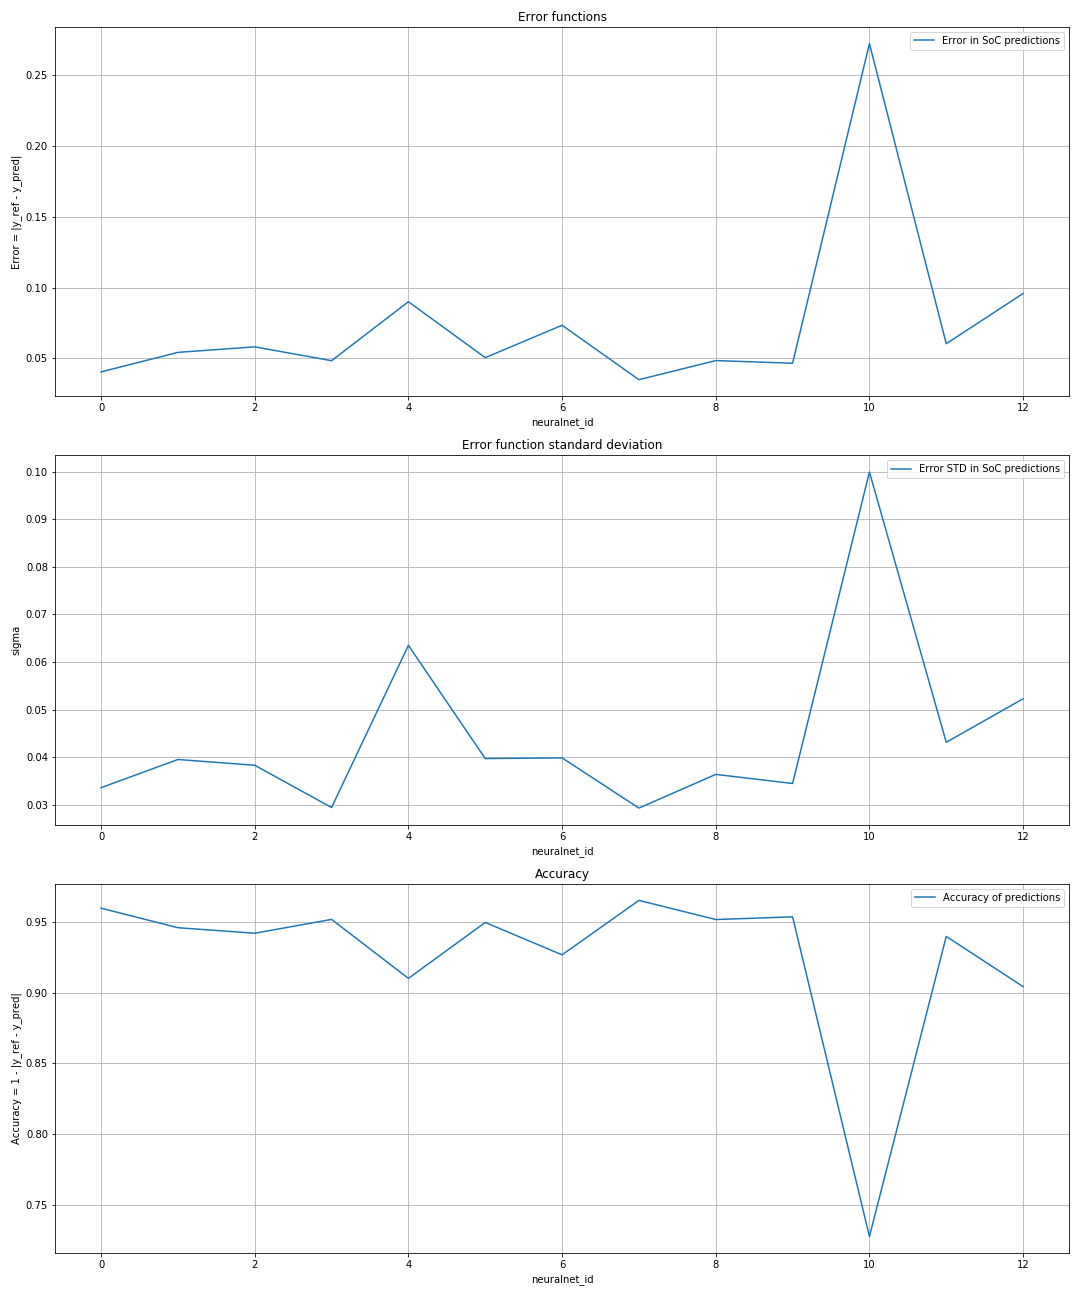 Error functions
Error in SoC predictions
0.25
0.20
0.15
0.10
0.05
Error = |y_ref - y_pred|
0 2 4 6 8 10 12
neuralnet_id
Error function standard deviation
Error STD in SoC predictions
0.10
0.09
0.08
0.07
0.06
0.05
0.04
0.03
sigma
0 2 4 6 8 10 12
neuralnet_id
Accuracy
Accuracy of predictions
0.95
0.90
0.85
0.80
0.75
Accuracy = 1 - |y_ref - y_pred|
0 2 4 6 8 10 12
neuralnet_id